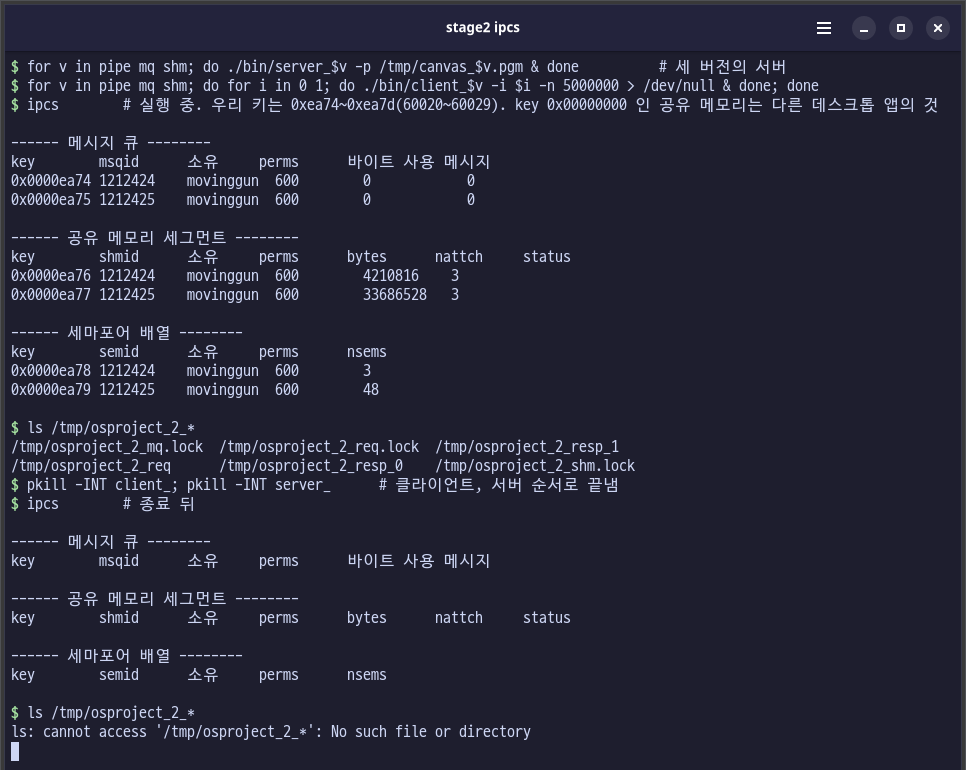 stage2 ipcs
$ for v in pipe mq shm; do ./bin/server_$v -p /tmp/canvas_$v.pgm & done          # 세 버전의 서버
$ for v in pipe mq shm; do for i in 0 1; do ./bin/client_$v -i $i -n 5000000 > /dev/null & done; done
$ ipcs        # 실행 중. 우리 키는 0xea74~0xea7d(60020~60029). key 0x00000000 인 공유 메모리는 다른 데스크톱 앱의 것
------ 메시지 큐 --------
key        msqid      소유     perms      바이트 사용 메시지
0x0000ea74 1212424    movinggun  600        0            0
0x0000ea75 1212425    movinggun  600        0            0
------ 공유 메모리 세그먼트 --------
key        shmid      소유     perms      bytes      nattch     status
0x0000ea76 1212424    movinggun  600        4210816    3
0x0000ea77 1212425    movinggun  600        33686528   3
------ 세마포어 배열 --------
key        semid      소유     perms      nsems
0x0000ea78 1212424    movinggun  600        3
0x0000ea79 1212425    movinggun  600        48
$ ls /tmp/osproject_2_*
/tmp/osproject_2_mq.lock  /tmp/osproject_2_req.lock  /tmp/osproject_2_resp_1
/tmp/osproject_2_req      /tmp/osproject_2_resp_0    /tmp/osproject_2_shm.lock
$ pkill -INT client_; pkill -INT server_      # 클라이언트, 서버 순서로 끝냄
$ ipcs        # 종료 뒤
------ 메시지 큐 --------
key        msqid      소유     perms      바이트 사용 메시지
------ 공유 메모리 세그먼트 --------
key        shmid      소유     perms      bytes      nattch     status
------ 세마포어 배열 --------
key        semid      소유     perms      nsems
$ ls /tmp/osproject_2_*
ls: cannot access '/tmp/osproject_2_*': No such file or directory